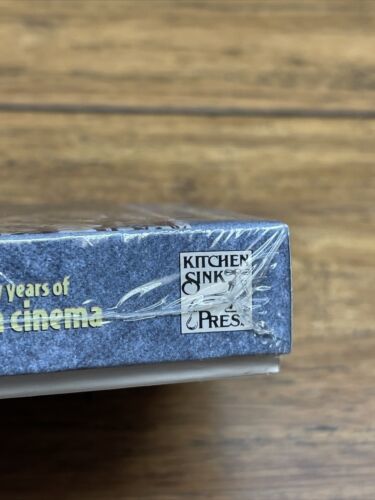 years of
cinema
KITCHEN
SINK
PRESS